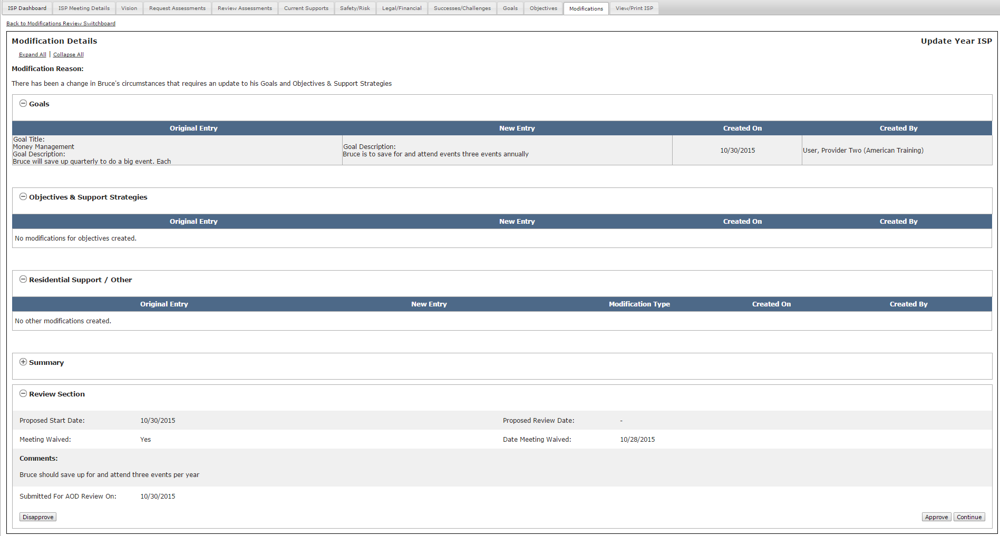 ISP Dashboard ISP Meeting Details Vision Request Assessments Review Assessments Current Supports Safety/Risk Legal/Financial Successes/Challenges Goals Objectives Modifications View/Print ISP
Back to Modifications Review Switchboard
Modification Details Update Year ISP
Expand All | Collapse All
Modification Reason:
There has been a change in Bruce's circumstances that requires an update to his Goals and Objectives & Support Strategies
Goals
Original Entry New Entry Created On Created By
Goal Title:
Money Management
Goal Description:
Bruce will save up quarterly to do a big event. Each
Goal Description:
Bruce is to save for and attend events three events annually
10/30/2015
User, Provider Two (American Training)
Objectives & Support Strategies
Original Entry New Entry Created On Created By
No modifications for objectives created.
Residential Support / Other
Original Entry New Entry Modification Type Created On Created By
No other modifications created.
Summary
Review Section
Proposed Start Date: 10/30/2015 Proposed Review Date: -
Meeting Waived: Yes Date Meeting Waived: 10/28/2015
Comments:
Bruce should save up for and attend three events per year
Submitted For AOD Review On: 10/30/2015
Disapprove Approve Continue